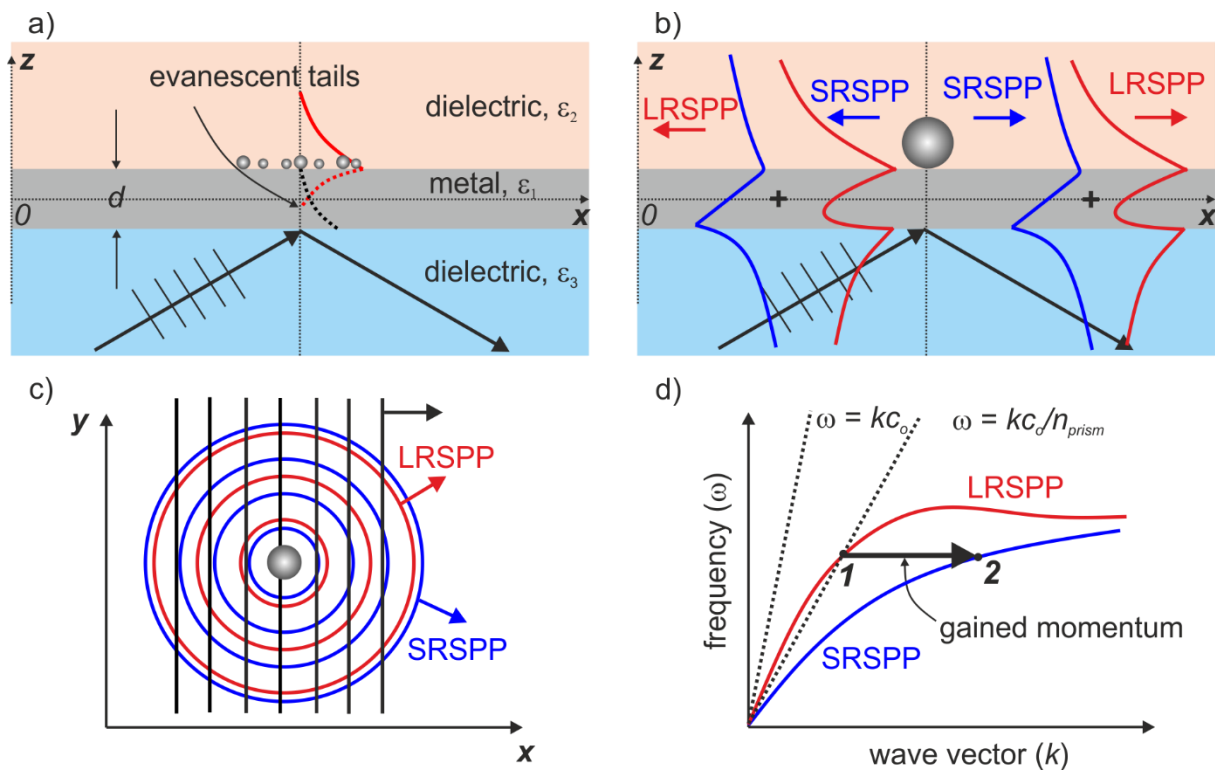 a)
z
evanescent tails
dielectric, ε₂
d
metal, ε₁
0
x
dielectric, ε₃
b)
z
LRSPP
SRSPP
SRSPP
LRSPP
+
+
0
x
c)
y
LRSPP
SRSPP
x
d)
ω = kcₒ
ω = kcₒ/n_prism
LRSPP
frequency (ω)
1
2
gained momentum
SRSPP
wave vector (k)